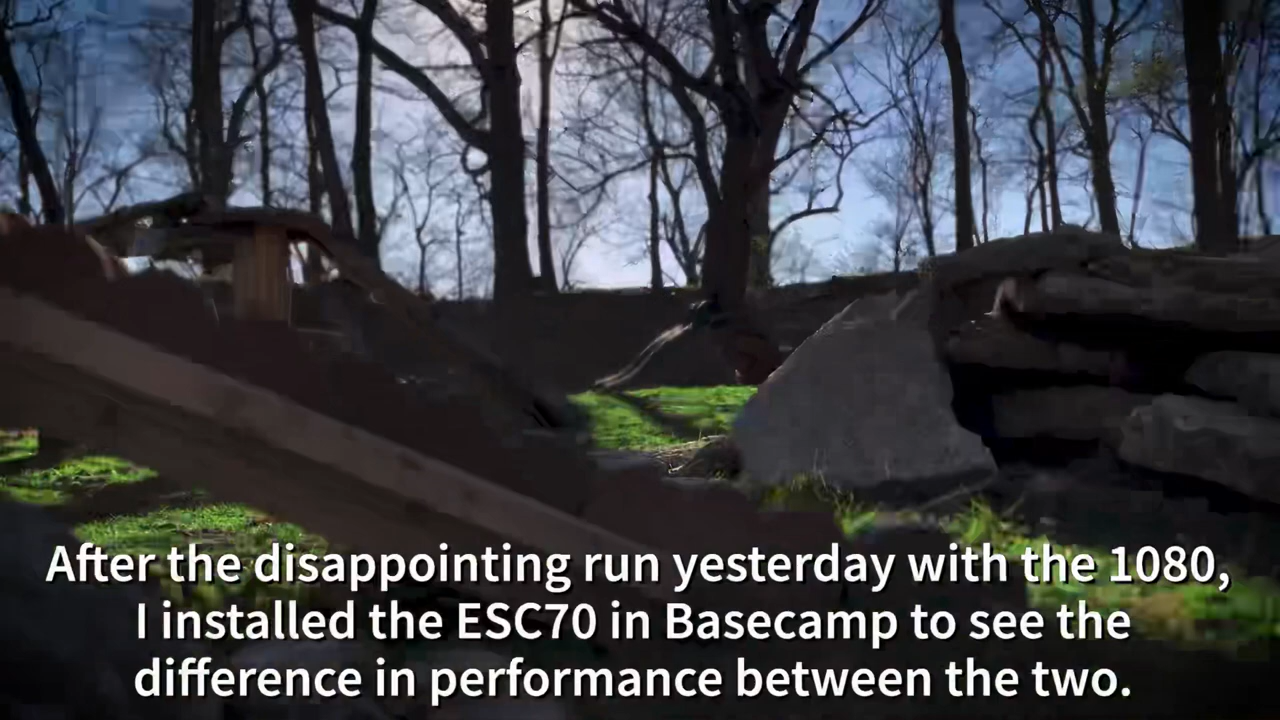 After the disappointing run yesterday with the 1080,
I installed the ESC70 in Basecamp to see the
difference in performance between the two.